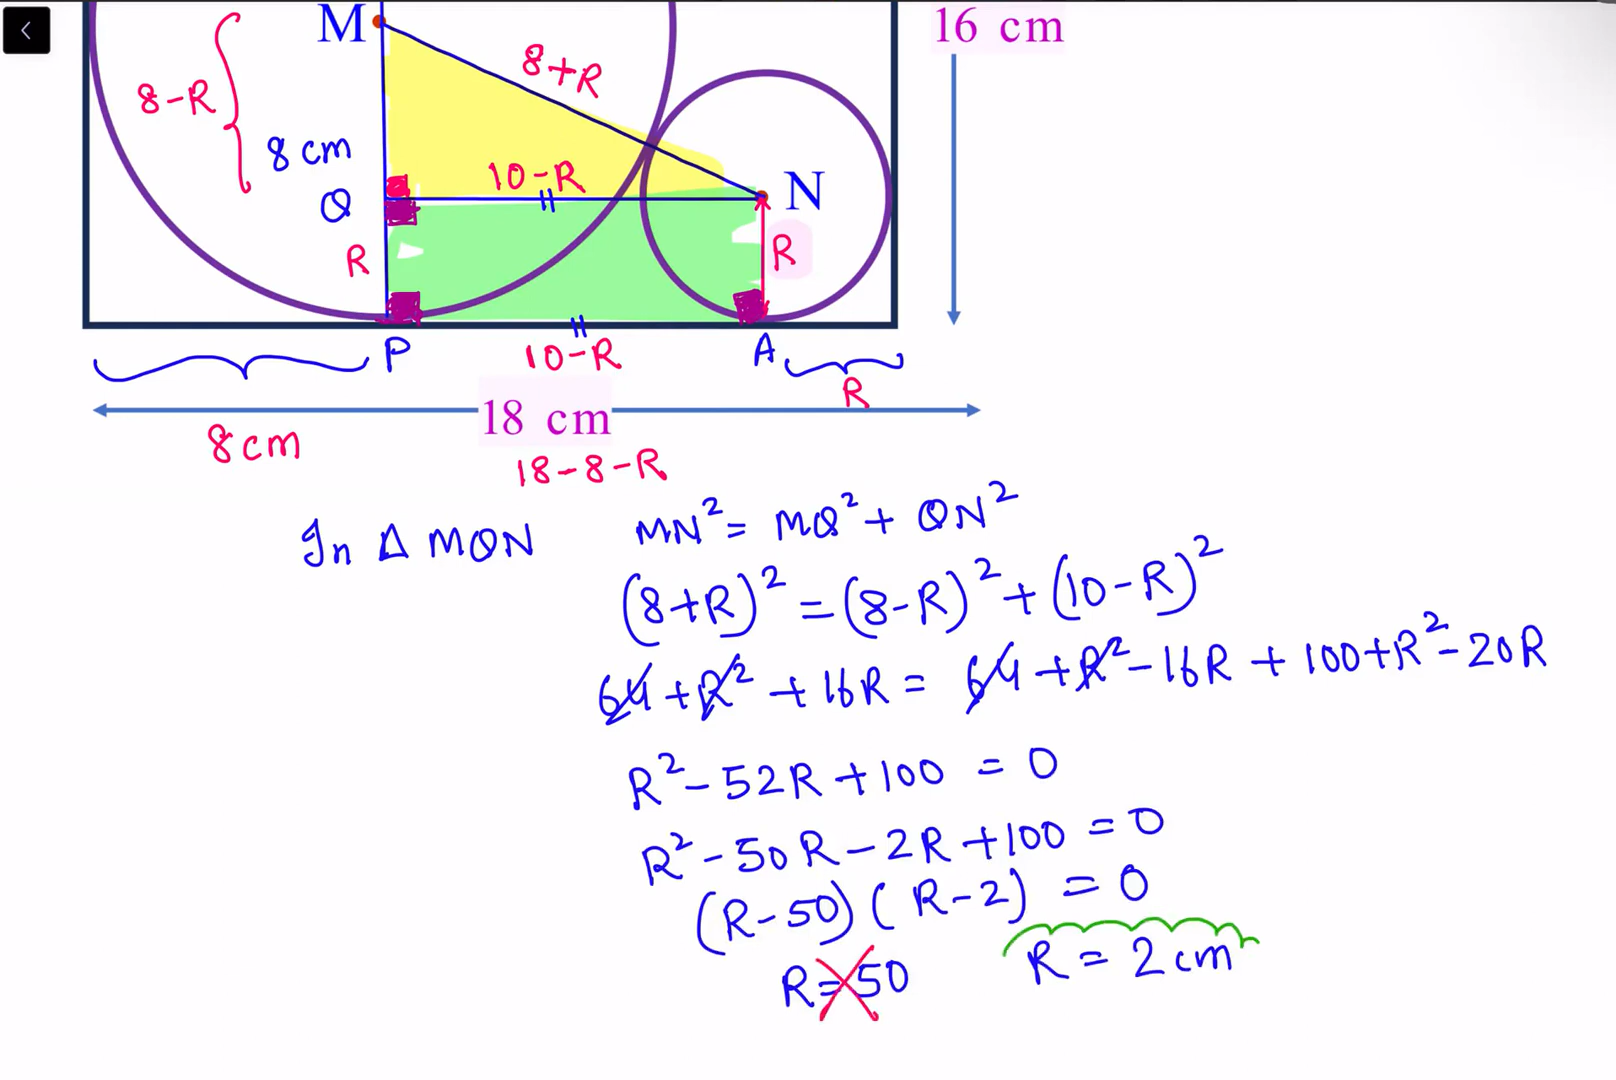 M
16 cm
8+R
8-R
8 cm
10-R
N
Q
R
R
P
10-R
A
R
18 cm
8 cm
18-8-R
In Δ MQN MN² = MQ² + QN²
(8+R)² = (8-R)² + (10-R)²
64 + R² + 16R = 64 + R² - 16R + 100 + R² - 20R
R² - 52R + 100 = 0
R² - 50R - 2R + 100 = 0
(R-50) (R-2) = 0
R = 50 R = 2 cm